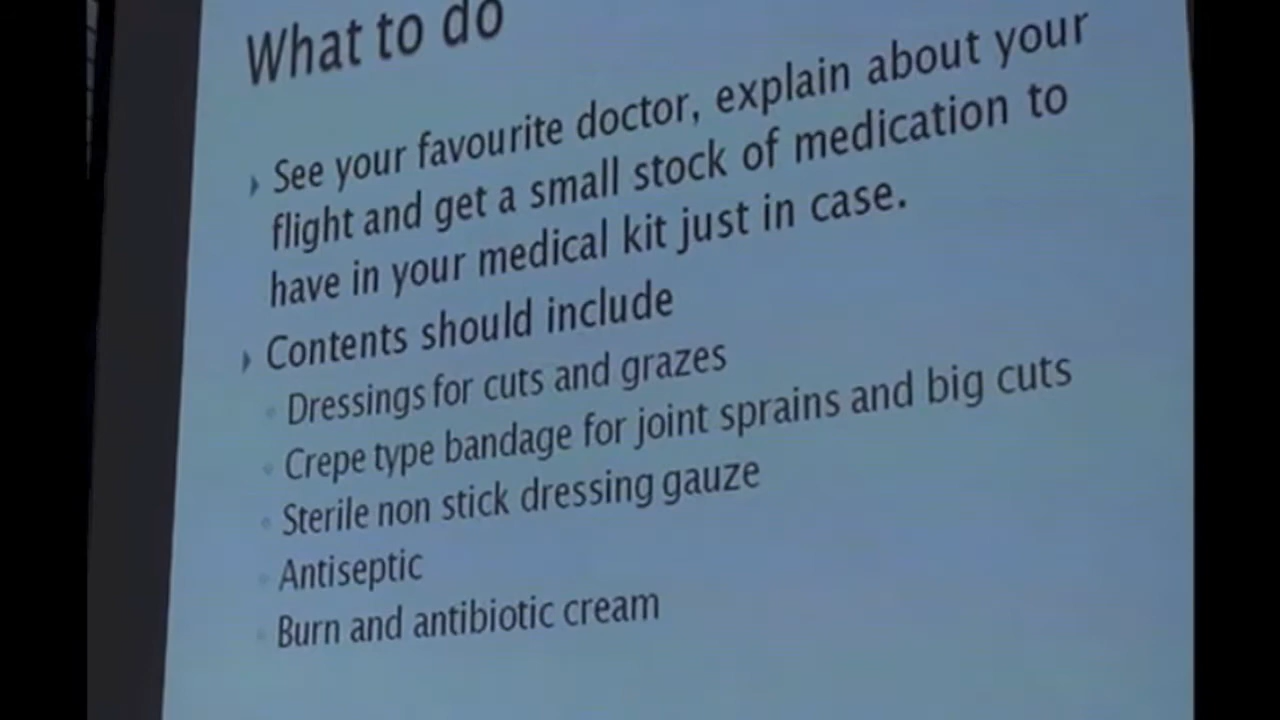 What to do
See your favourite doctor, explain about your
flight and get a small stock of medication to
have in your medical kit just in case.
Contents should include
Dressings for cuts and grazes
Crepe type bandage for joint sprains and big cuts
Sterile non stick dressing gauze
Antiseptic
Burn and antibiotic cream